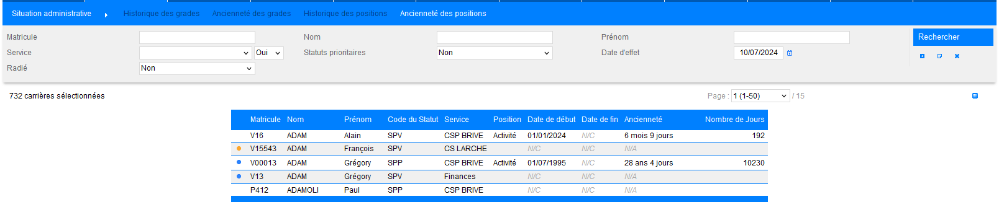 Situation administrative Historique des grades Ancienneté des grades Historique des positions Ancienneté des positions
Matricule Nom Prénom Rechercher
Service Oui Statuts prioritaires Non Date d'effet 10/07/2024
Radié Non
732 carrières sélectionnées Page : 1 (1-50) / 15
Matricule Nom Prénom Code du Statut Service Position Date de début Date de fin Ancienneté Nombre de Jours
V16 ADAM Alain SPV CSP BRIVE Activité 01/01/2024 N/C 6 mois 9 jours 192
V15543 ADAM François SPV CS LARCHE N/C N/C N/A
V00013 ADAM Grégory SPP CSP BRIVE Activité 01/07/1995 N/C 28 ans 4 jours 10230
V13 ADAM Grégory SPV Finances N/C N/C N/A
P412 ADAMOLI Paul SPP CSP BRIVE N/C N/C N/A